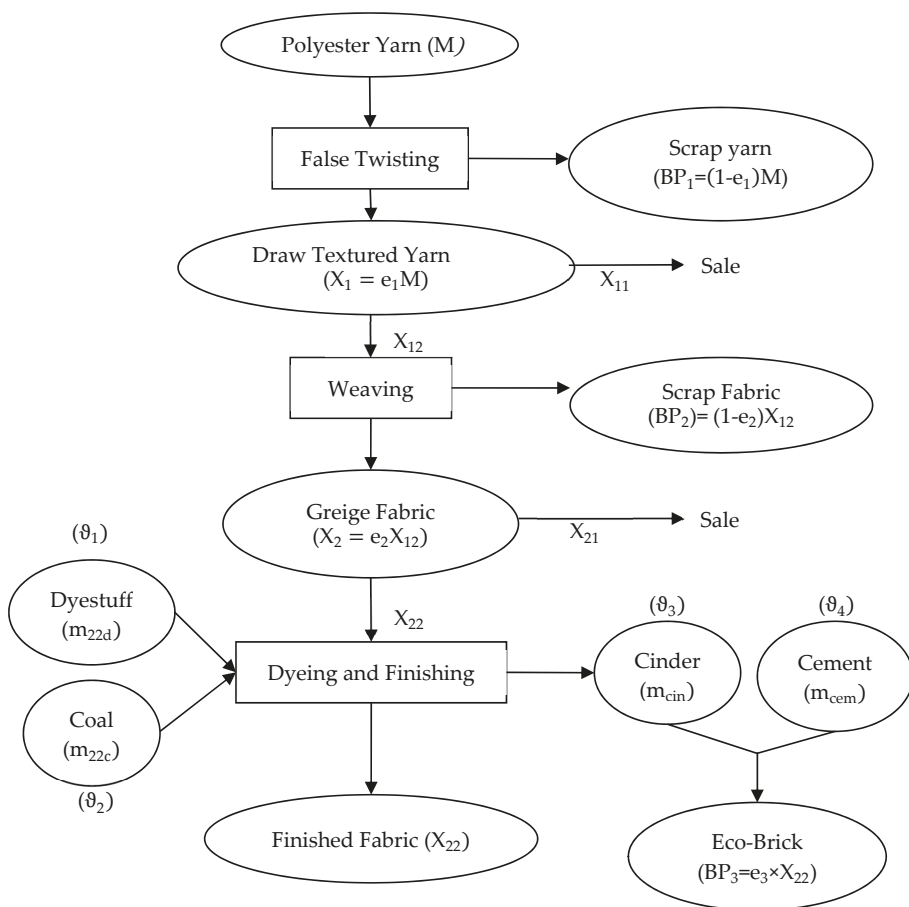 Polyester Yarn (M)
False Twisting
Scrap yarn
(BP₁=(1-e₁)M)
Draw Textured Yarn
(X₁ = e₁M)
X₁₁
Sale
X₁₂
Weaving
Scrap Fabric
(BP₂)= (1-e₂)X₁₂
Greige Fabric
(X₂ = e₂X₁₂)
X₂₁
Sale
(ϑ₁)
Dyestuff
(m₂₂d)
X₂₂
Dyeing and Finishing
(ϑ₃)
Cinder
(m_cin)
(ϑ₄)
Cement
(m_cem)
Coal
(m₂₂c)
(ϑ₂)
Finished Fabric (X₂₂)
Eco-Brick
(BP₃=e₃×X₂₂)